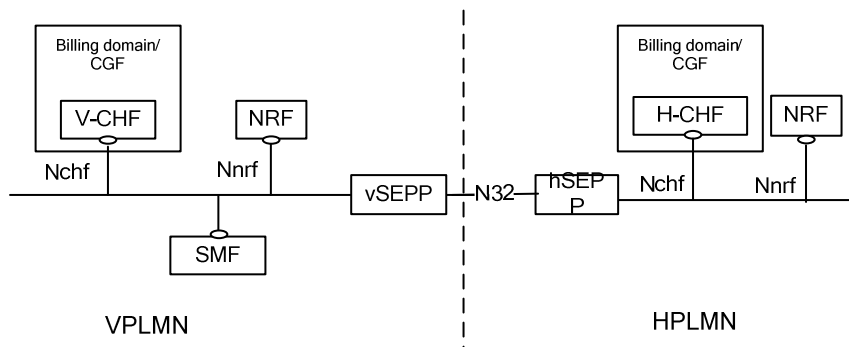 Billing domain/
CGF
V-CHF
NRF
Nchf
Nnrf
vSEPP
SMF
VPLMN
N32
Billing domain/
CGF
H-CHF
NRF
hSEP
P
Nchf
Nnrf
HPLMN